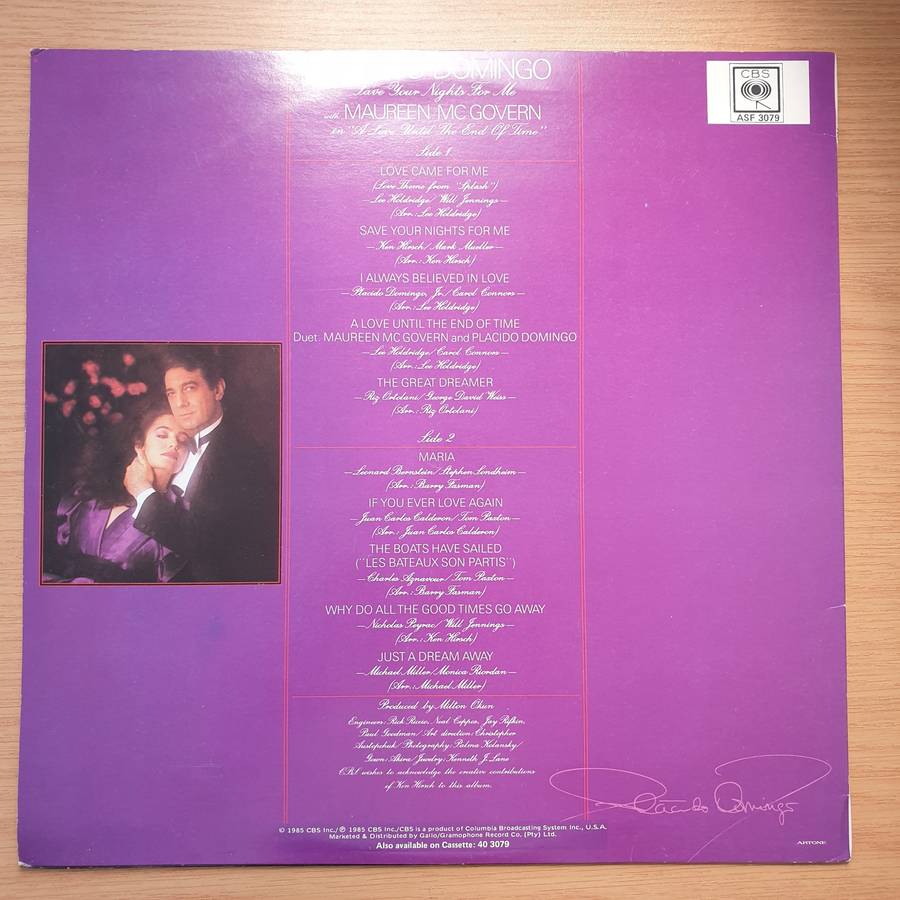 DOMINGO
Save Your Nights For Me
with MAUREEN MC GOVERN
in "A Love Until The End Of Time"
Side 1
LOVE CAME FOR ME
(Love Theme from "Splash")
—Lee Holdridge/Will Jennings—
(Arr.: Lee Holdridge)
SAVE YOUR NIGHTS FOR ME
—Ken Hirsch/Mark Mueller—
(Arr.: Ken Hirsch)
I ALWAYS BELIEVED IN LOVE
—Placido Domingo, Jr./Carol Connors—
(Arr.: Lee Holdridge)
A LOVE UNTIL THE END OF TIME
Duet: MAUREEN MC GOVERN and PLACIDO DOMINGO
—Lee Holdridge/Carol Connors—
(Arr.: Lee Holdridge)
THE GREAT DREAMER
—Riz Ortolani/George David Weiss—
(Arr.: Riz Ortolani)
Side 2
MARIA
—Leonard Bernstein/Stephen Sondheim—
(Arr.: Barry Fasman)
IF YOU EVER LOVE AGAIN
—Juan Carlos Calderon/Tom Paxton—
(Arr.: Juan Carlos Calderon)
THE BOATS HAVE SAILED
("LES BATEAUX SON PARTIS")
—Charles Aznavour/Tom Paxton—
(Arr.: Barry Fasman)
WHY DO ALL THE GOOD TIMES GO AWAY
—Nicholas Peyrac/Will Jennings—
(Arr.: Ken Hirsch)
JUST A DREAM AWAY
—Michael Miller/Monica Riordan—
(Arr.: Michael Miller)
Produced by Milton Okun
Engineers: Rick Ruggieri, Neal Ceppos, Jay Rifkin,
Paul Goodman/Art direction: Christopher
Austopchuk/Photography: Palma Kolansky/
Gown: Akira/Jewelry: Kenneth J. Lane
CBS wishes to acknowledge the creative contributions
of Ken Hirsch to this album.
Placido Domingo
© 1985 CBS Inc./℗ 1985 CBS Inc./CBS is a product of Columbia Broadcasting System Inc., U.S.A.
Marketed & Distributed by Gallo/Gramophone Record Co. (Pty) Ltd.
Also available on Cassette: 40 3079
ARTONE
CBS
ASF 3079